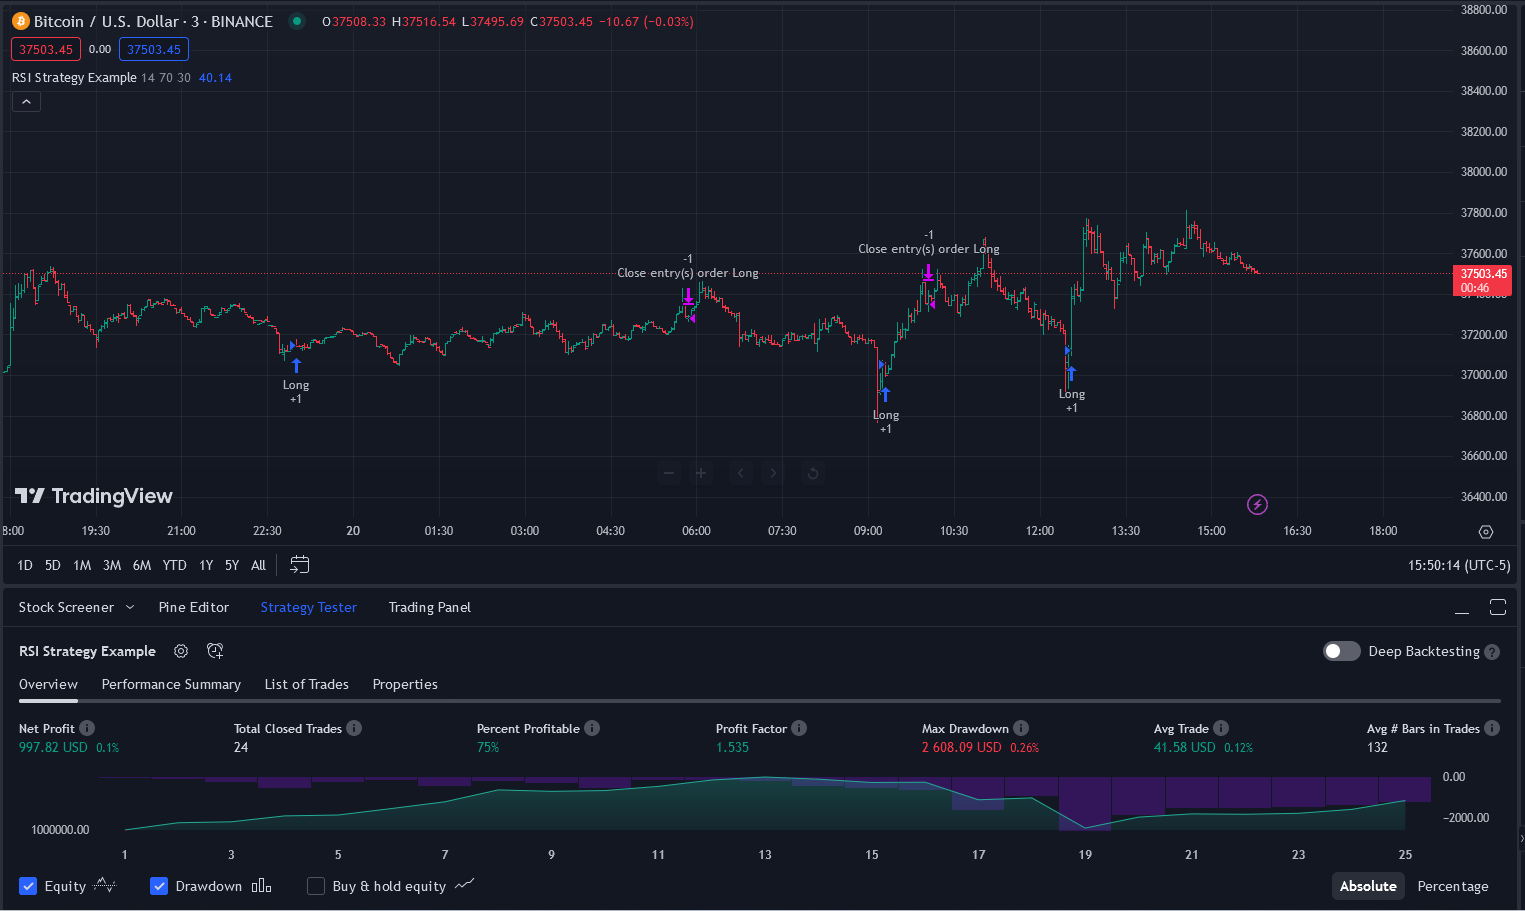 Bitcoin / U.S. Dollar · 3 · BINANCE O37508.33 H37516.54 L37495.69 C37503.45 −10.67 (−0.03%)
37503.45 0.00 37503.45
RSI Strategy Example 14 70 30 40.14
38800.00
38600.00
38400.00
38200.00
38000.00
37800.00
37600.00
37503.45
00:46
37200.00
37000.00
36800.00
36600.00
36400.00
-1
Close entry(s) order Long
-1
Close entry(s) order Long
Long
+1
Long
+1
Long
+1
TradingView
8:00 19:30 21:00 22:30 20 01:30 03:00 04:30 06:00 07:30 09:00 10:30 12:00 13:30 15:00 16:30 18:00
1D 5D 1M 3M 6M YTD 1Y 5Y All 15:50:14 (UTC-5)
Stock Screener Pine Editor Strategy Tester Trading Panel
RSI Strategy Example Deep Backtesting
Overview Performance Summary List of Trades Properties
Net Profit Total Closed Trades Percent Profitable Profit Factor Max Drawdown Avg Trade Avg # Bars in Trades
997.82 USD 0.1% 24 75% 1.535 2 608.09 USD 0.26% 41.58 USD 0.12% 132
0.00
−2000.00
1000000.00
1 3 5 7 9 11 13 15 17 19 21 23 25
Equity Drawdown Buy & hold equity Absolute Percentage